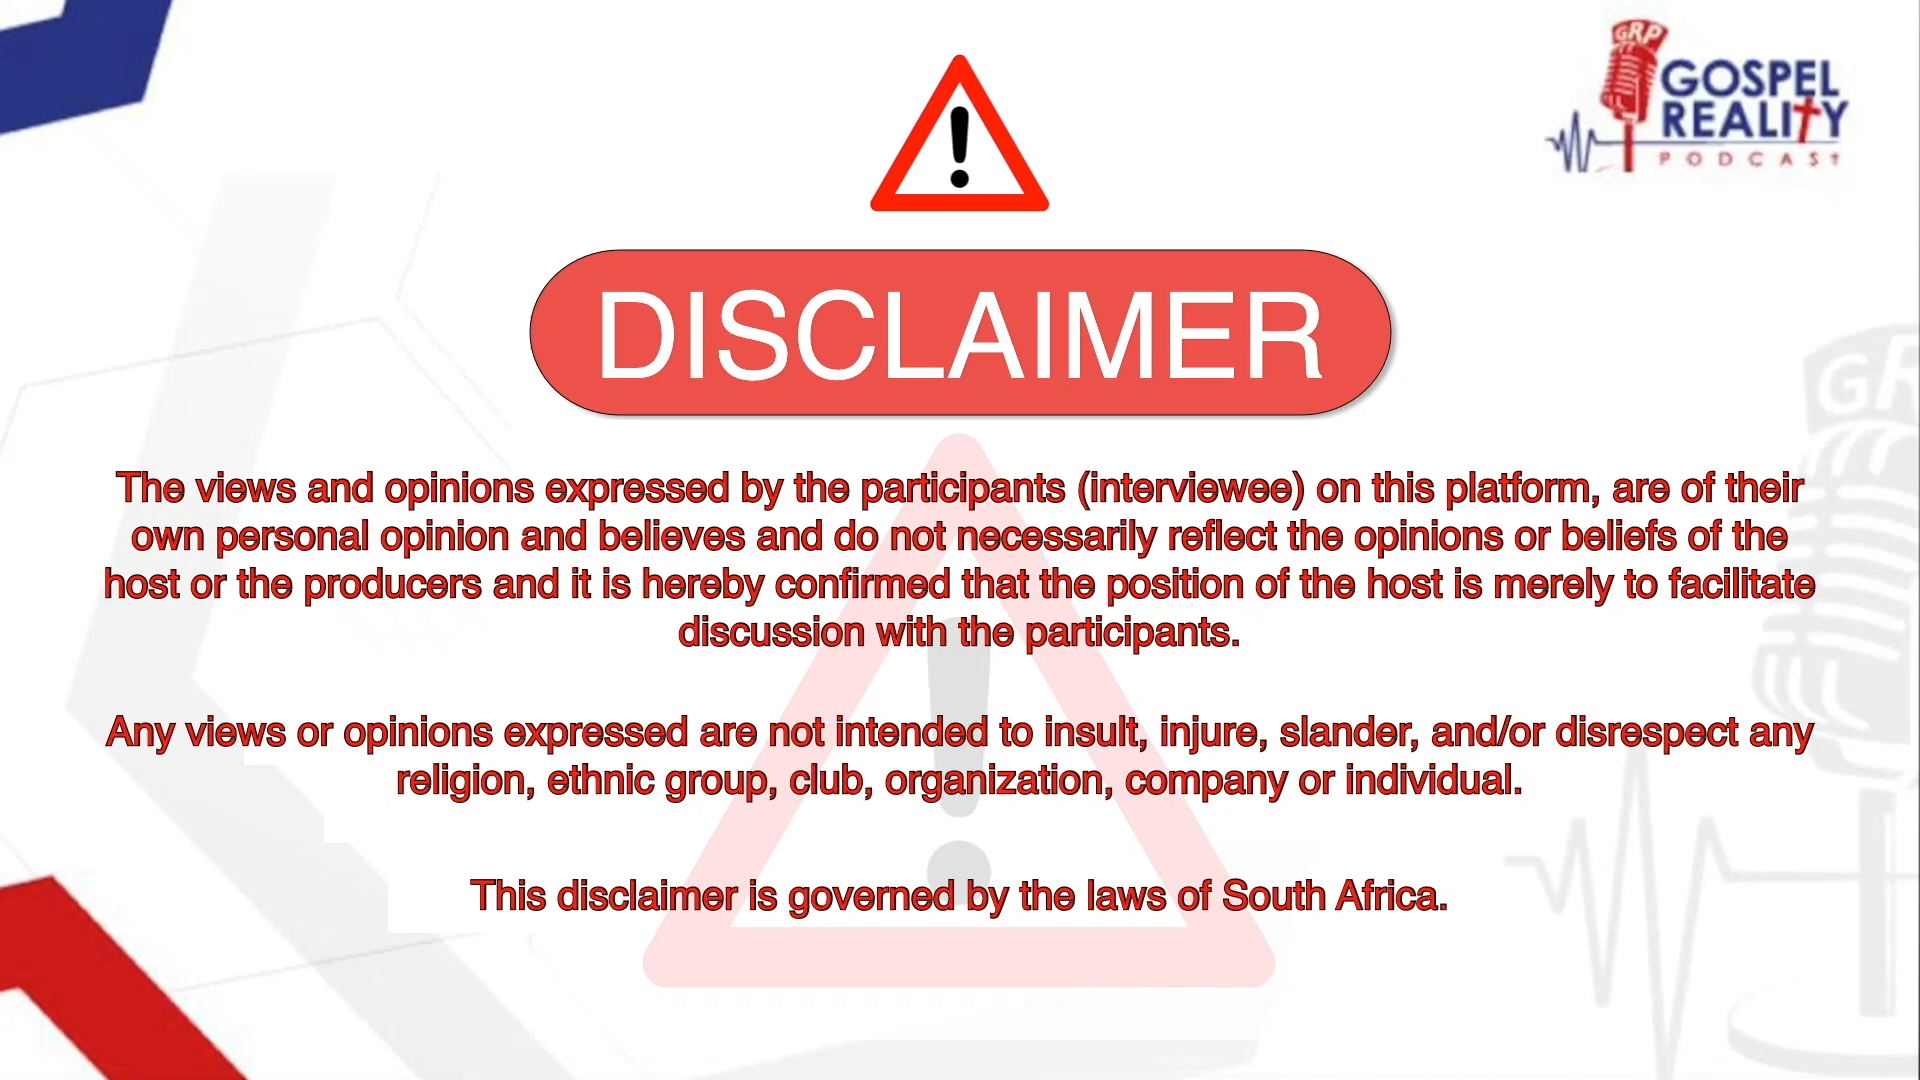 GRP
GOSPEL
REALITY
PODCAST
DISCLAIMER
The views and opinions expressed by the participants (interviewee) on this platform, are of their
own personal opinion and believes and do not necessarily reflect the opinions or beliefs of the
host or the producers and it is hereby confirmed that the position of the host is merely to facilitate
discussion with the participants.
Any views or opinions expressed are not intended to insult, injure, slander, and/or disrespect any
religion, ethnic group, club, organization, company or individual.
This disclaimer is governed by the laws of South Africa.
GR